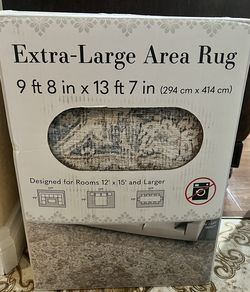 Extra-Large Area Rug
9 ft 8 in x 13 ft 7 in (294 cm x 414 cm)
Designed for Rooms 12' x 15' and Larger